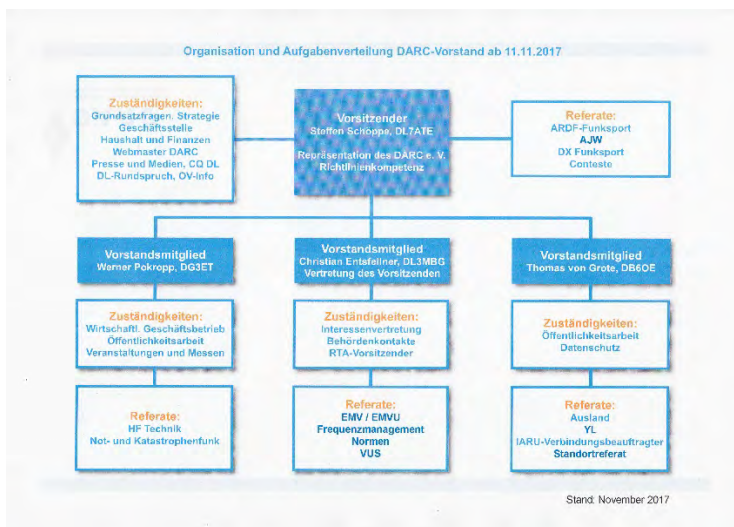 Organisation und Aufgabenverteilung DARC-Vorstand ab 11.11.2017
Zuständigkeiten:
Grundsatzfragen, Strategie
Geschäftsstelle
Haushalt und Finanzen
Webmaster DARC
Presse und Medien, CQ DL
DL-Rundspruch, OV-Info
Vorsitzender
Steffen Schöppe, DL7ATE
Repräsentation des DARC e. V.
Richtlinienkompetenz
Referate:
ARDF-Funksport
AJW
DX Funksport
Conteste
Vorstandsmitglied
Werner Pokropp, DG3ET
Vorstandsmitglied
Christian Entsfellner, DL3MBG
Vertretung des Vorsitzenden
Vorstandsmitglied
Thomas von Grote, DB6OE
Zuständigkeiten:
Wirtschaftl. Geschäftsbetrieb
Öffentlichkeitsarbeit
Veranstaltungen und Messen
Zuständigkeiten:
Interessenvertretung
Behördenkontakte
RTA-Vorsitzender
Zuständigkeiten:
Öffentlichkeitsarbeit
Datenschutz
Referate:
HF Technik
Not- und Katastrophenfunk
Referate:
EMV / EMVU
Frequenzmanagement
Normen
VUS
Referate:
Ausland
YL
IARU-Verbindungsbeauftragter
Standortreferat
Stand: November 2017